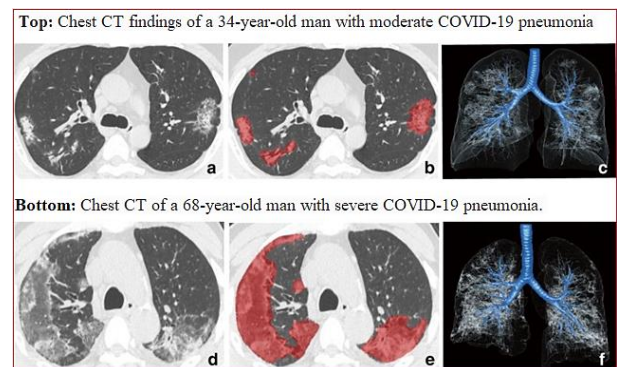 Top: Chest CT findings of a 34-year-old man with moderate COVID-19 pneumonia
a
b
c
Bottom: Chest CT of a 68-year-old man with severe COVID-19 pneumonia.
d
e
f